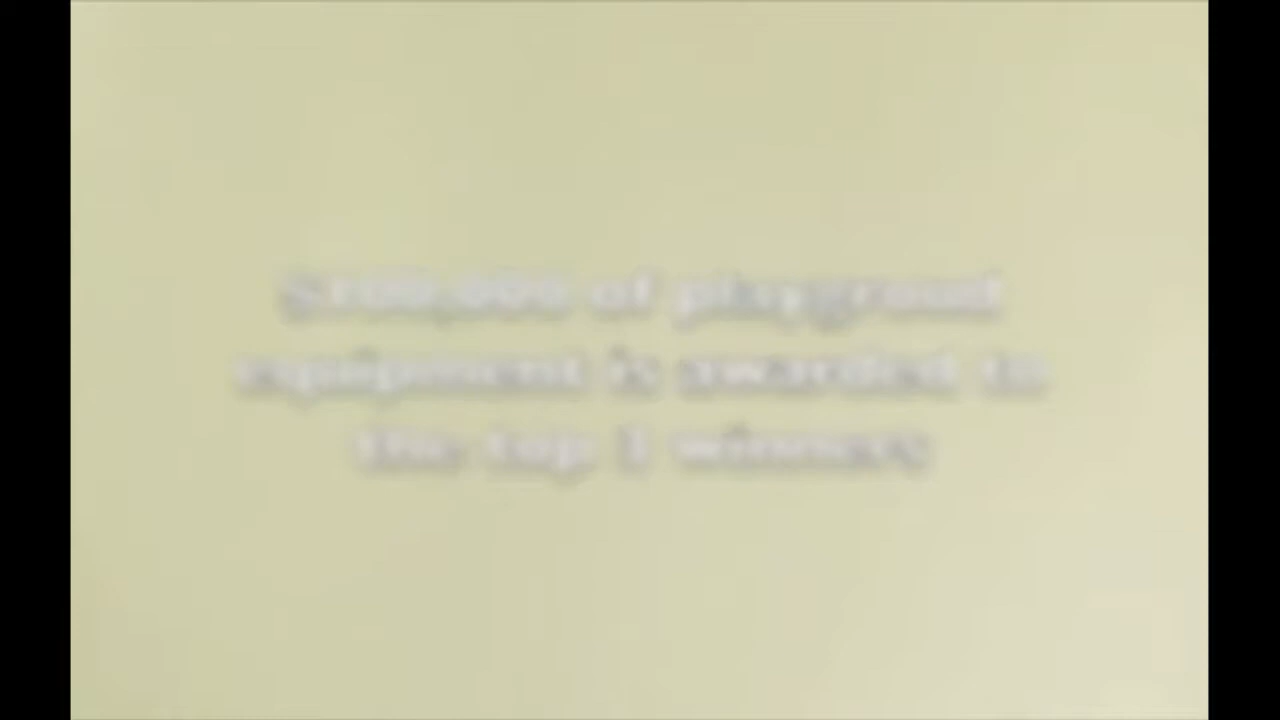 of playground
equipment is awarded to
the top winners